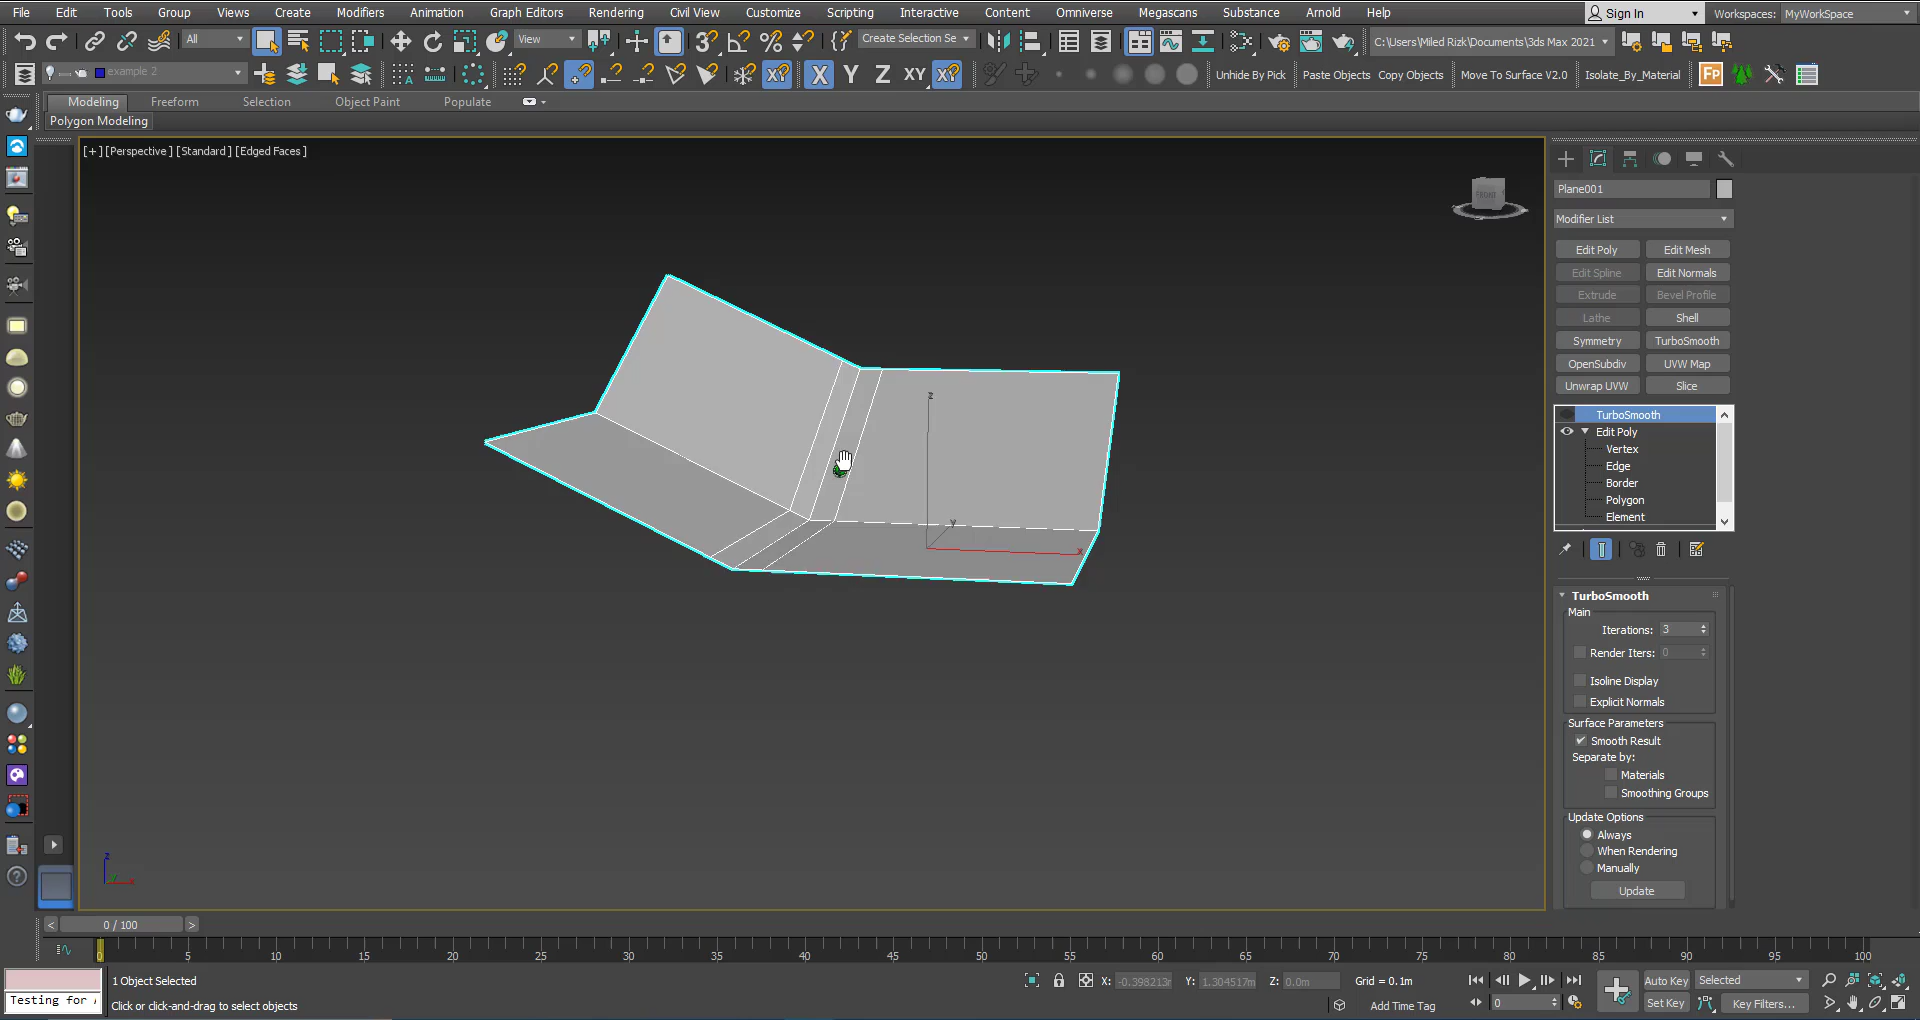 File Edit Tools Group Views Create Modifiers Animation Graph Editors Rendering Civil View Customize Scripting Interactive Content Omniverse Megascans Substance Arnold Help Sign In Workspaces: MyWorkSpace
All View Create Selection Se C:\Users\Miled Rizk\Documents\3ds Max 2021
example 2 X Y Z XY Unhide By Pick Paste Objects Copy Objects Move To Surface V2.0 Isolate_By_Material Fp
Modeling Freeform Selection Object Paint Populate
Polygon Modeling
[+] [Perspective ] [Standard ] [Edged Faces ]
FRONT
z
y
x
z
x
Plane001
Modifier List
Edit Poly Edit Mesh
Edit Spline Edit Normals
Extrude Bevel Profile
Lathe Shell
Symmetry TurboSmooth
OpenSubdiv UVW Map
Unwrap UVW Slice
TurboSmooth
Edit Poly
Vertex
Edge
Border
Polygon
Element
TurboSmooth
Main
Iterations: 3
Render Iters: 0
Isoline Display
Explicit Normals
Surface Parameters
Smooth Result
Separate by:
Materials
Smoothing Groups
Update Options
Always
When Rendering
Manually
Update
< 0 / 100 >
0 5 10 15 20 25 30 35 40 45 50 55 60 65 70 75 80 85 90 95 100
1 Object Selected X: -0.398213r Y: 1.304517m Z: 0.0m Grid = 0.1m Auto Key Selected
Testing for Click or click-and-drag to select objects Add Time Tag 0 Set Key Key Filters...